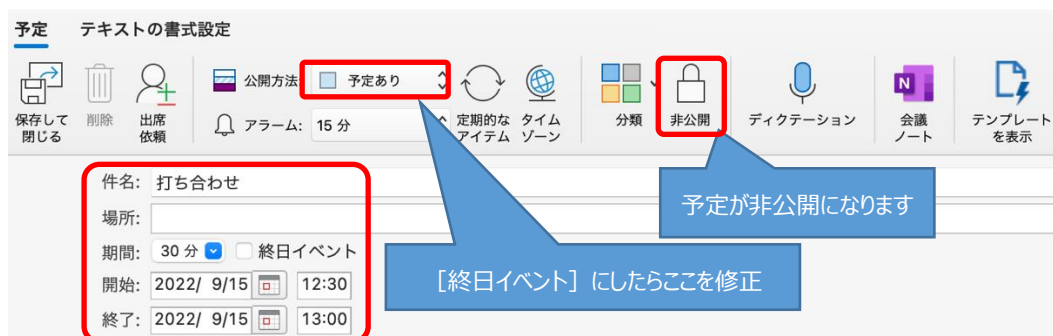 予定 テキストの書式設定
保存して閉じる
削除
出席依頼
公開方法: 予定あり
アラーム: 15 分
定期的なアイテム
タイムゾーン
分類
非公開
ディクテーション
N
会議ノート
テンプレートを表示
件名: 打ち合わせ
場所:
期間: 30 分 終日イベント
開始: 2022/ 9/15 12:30
終了: 2022/ 9/15 13:00
予定が非公開になります
[終日イベント] にしたらここを修正